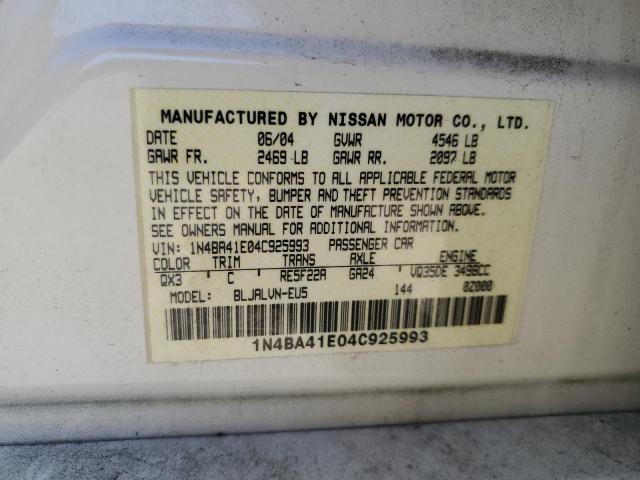 MANUFACTURED BY NISSAN MOTOR CO., LTD.
DATE 06/04 GVWR 4546 LB
GAWR FR. 2469 LB GAWR RR. 2097 LB
THIS VEHICLE CONFORMS TO ALL APPLICABLE FEDERAL MOTOR
VEHICLE SAFETY, BUMPER AND THEFT PREVENTION STANDARDS
IN EFFECT ON THE DATE OF MANUFACTURE SHOWN ABOVE.
SEE OWNERS MANUAL FOR ADDITIONAL INFORMATION.
VIN: 1N4BA41E04C925993 PASSENGER CAR
COLOR TRIM TRANS AXLE ENGINE
QX3 C RE5F22A GA24 VQ35DE 3498CC
MODEL: BLJALVN-EU5 144 0Z000
1N4BA41E04C925993